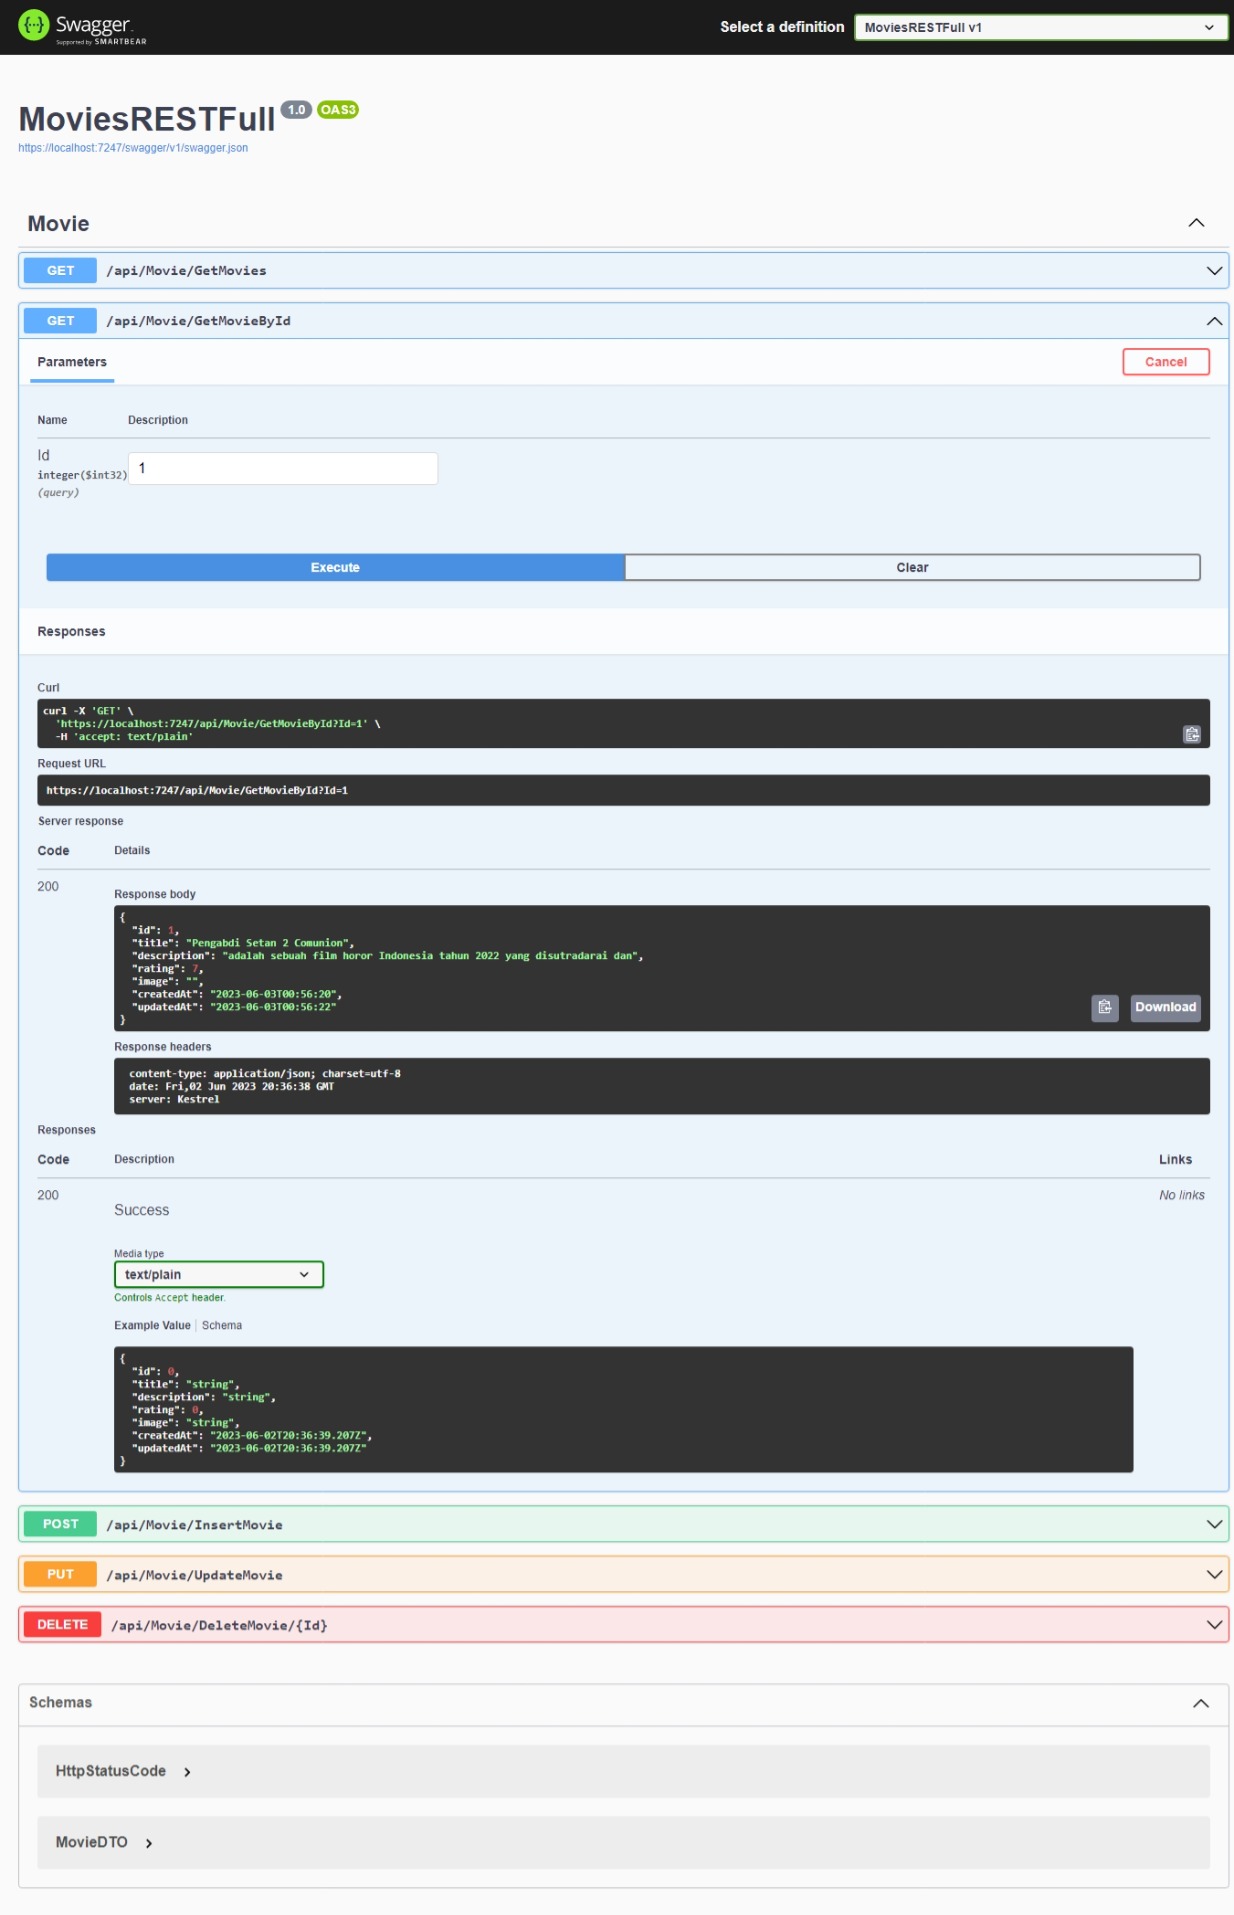 Swagger
Supported by SMARTBEAR
Select a definition
MoviesRESTFull v1
MoviesRESTFull 1.0 OAS3
https://localhost:7247/swagger/v1/swagger.json
Movie
GET /api/Movie/GetMovies
GET /api/Movie/GetMovieById
Parameters
Cancel
Name Description
Id
integer($int32)
(query)
1
Execute
Clear
Responses
Curl
curl -X 'GET' \
'https://localhost:7247/api/Movie/GetMovieById?Id=1' \
-H 'accept: text/plain'
Request URL
https://localhost:7247/api/Movie/GetMovieById?Id=1
Server response
Code Details
200
Response body
{
"id": 1,
"title": "Pengabdi Setan 2 Comunion",
"description": "adalah sebuah film horor Indonesia tahun 2022 yang disutradarai dan",
"rating": 7,
"image": "",
"createdAt": "2023-06-03T00:56:20",
"updatedAt": "2023-06-03T00:56:22"
}
Download
Response headers
content-type: application/json; charset=utf-8
date: Fri,02 Jun 2023 20:36:38 GMT
server: Kestrel
Responses
Code Description Links
200
Success
No links
Media type
text/plain
Controls Accept header.
Example Value | Schema
{
"id": 0,
"title": "string",
"description": "string",
"rating": 0,
"image": "string",
"createdAt": "2023-06-02T20:36:39.207Z",
"updatedAt": "2023-06-02T20:36:39.207Z"
}
POST /api/Movie/InsertMovie
PUT /api/Movie/UpdateMovie
DELETE /api/Movie/DeleteMovie/{Id}
Schemas
HttpStatusCode
MovieDTO